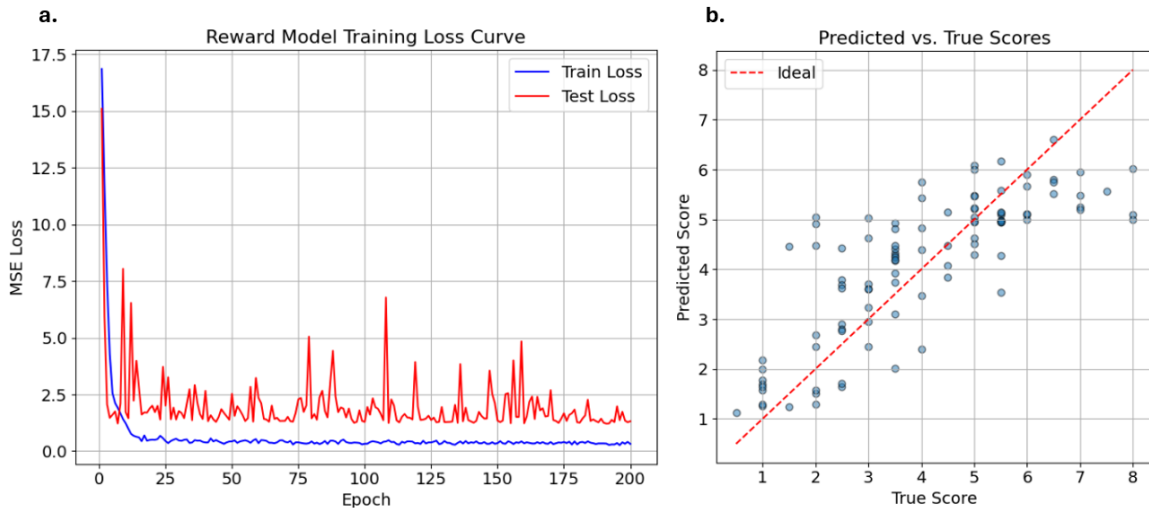 a.
Reward Model Training Loss Curve
MSE Loss
17.5
15.0
12.5
10.0
7.5
5.0
2.5
0.0
Train Loss
Test Loss
0 25 50 75 100 125 150 175 200
Epoch
b.
Predicted vs. True Scores
Predicted Score
8
7
6
5
4
3
2
1
Ideal
1 2 3 4 5 6 7 8
True Score